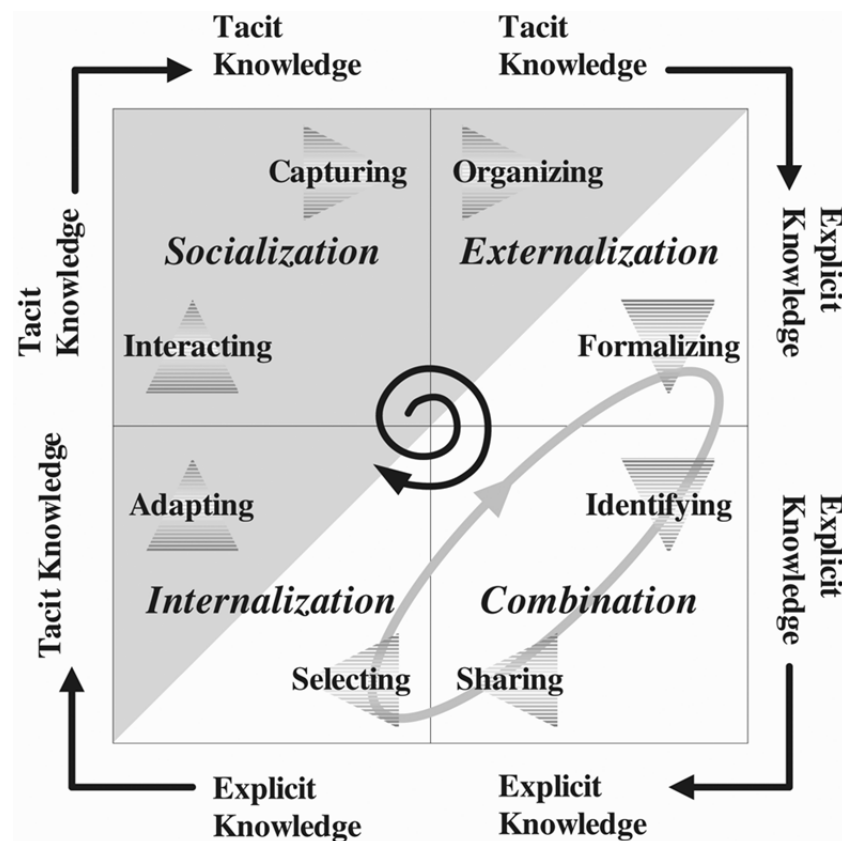 Tacit
Knowledge
Tacit
Knowledge
Capturing
Organizing
Tacit
Knowledge
Socialization
Externalization
Explicit
Knowledge
Interacting
Formalizing
Tacit Knowledge
Adapting
Identifying
Explicit
Knowledge
Internalization
Combination
Selecting
Sharing
Explicit
Knowledge
Explicit
Knowledge